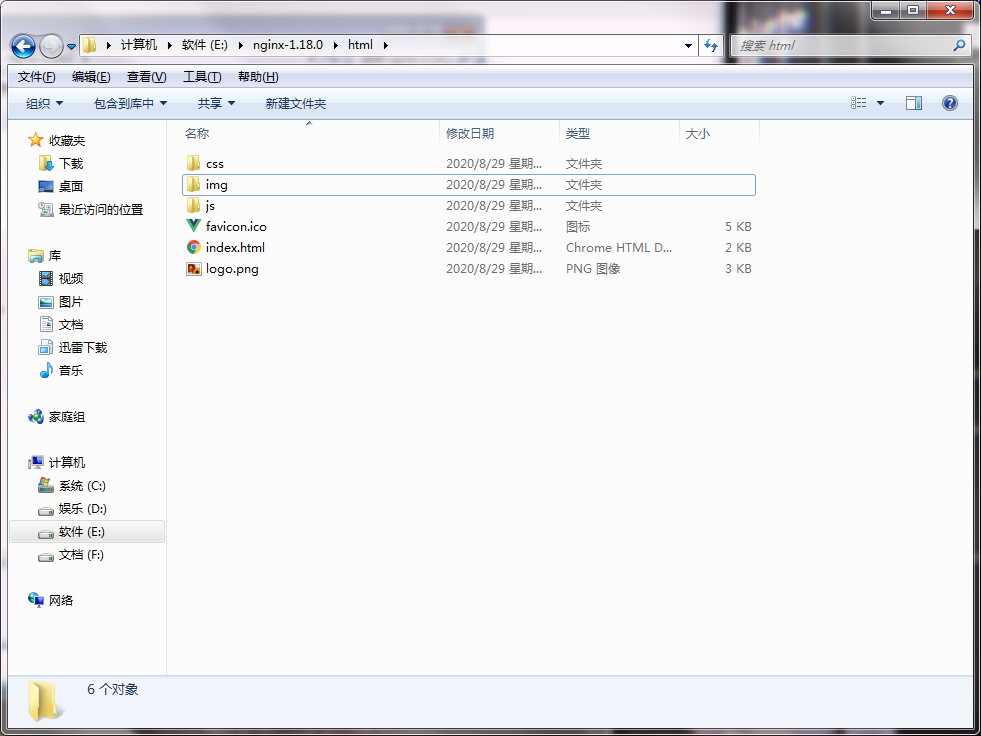 计算机 软件 (E:) nginx-1.18.0 html 搜索 html
文件(F) 编辑(E) 查看(V) 工具(T) 帮助(H)
组织 包含到库中 共享 新建文件夹
收藏夹
下载
桌面
最近访问的位置
库
视频
图片
文档
迅雷下载
音乐
家庭组
计算机
系统 (C:)
娱乐 (D:)
软件 (E:)
文档 (F:)
网络
名称 修改日期 类型 大小
css 2020/8/29 星期... 文件夹
img 2020/8/29 星期... 文件夹
js 2020/8/29 星期... 文件夹
favicon.ico 2020/8/29 星期... 图标 5 KB
index.html 2020/8/29 星期... Chrome HTML D... 2 KB
logo.png 2020/8/29 星期... PNG 图像 3 KB
6 个对象